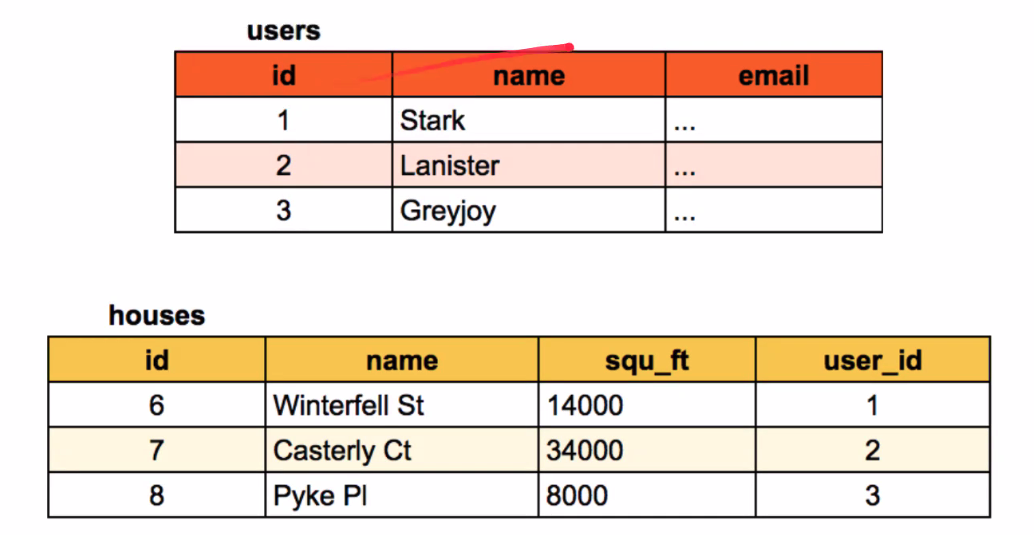 users
id name email
1 Stark ...
2 Lanister ...
3 Greyjoy ...
houses
id name squ_ft user_id
6 Winterfell St 14000 1
7 Casterly Ct 34000 2
8 Pyke Pl 8000 3